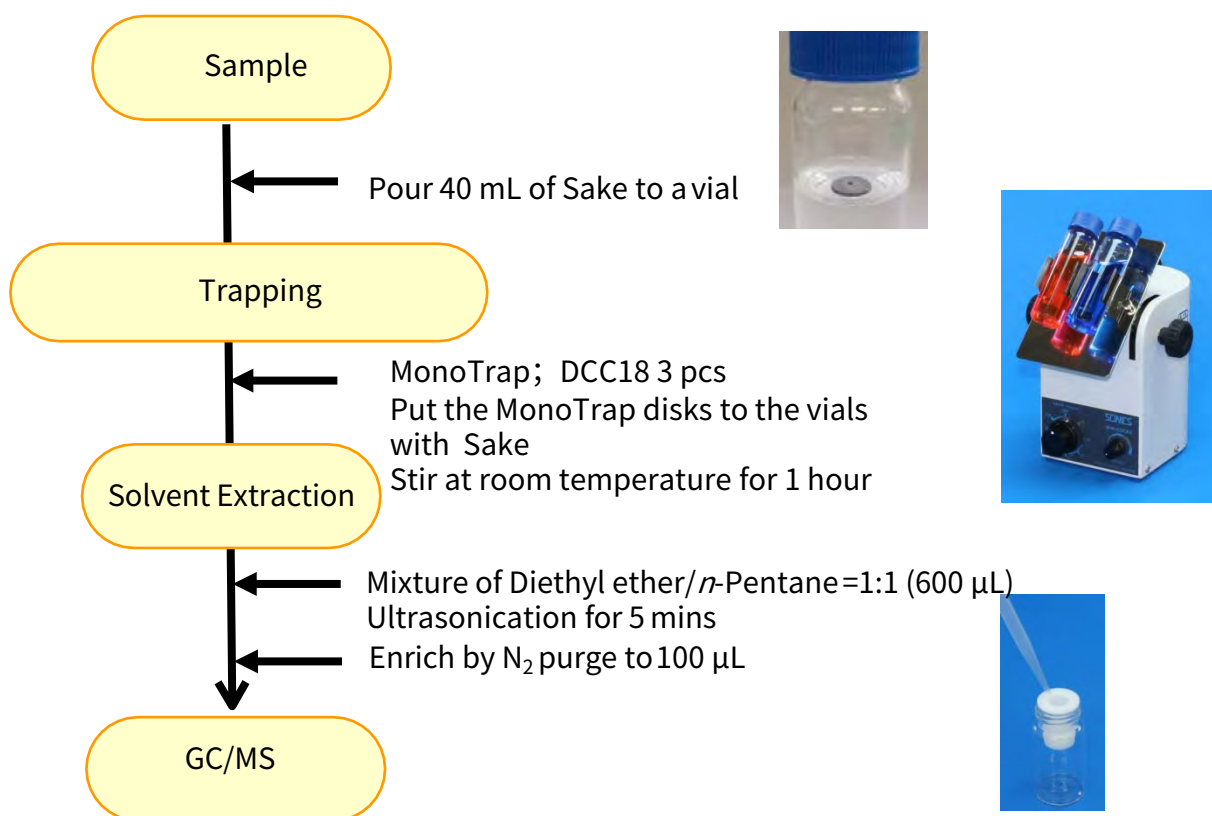 Sample
Pour 40 mL of Sake to a vial
Trapping
MonoTrap； DCC18 3 pcs
Put the MonoTrap disks to the vials
with Sake
Stir at room temperature for 1 hour
Solvent Extraction
Mixture of Diethyl ether/n-Pentane=1:1 (600 µL)
Ultrasonication for 5 mins
Enrich by N₂ purge to 100 µL
GC/MS
SONICS